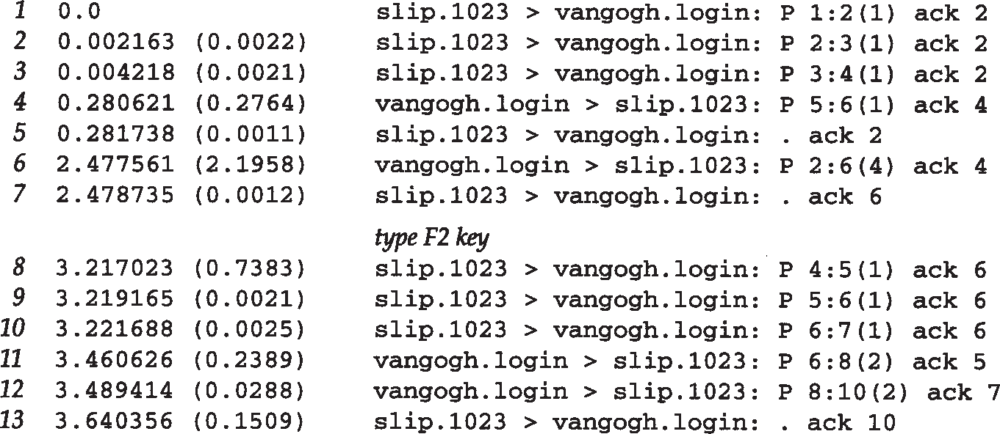 1 0.0 slip.1023 > vangogh.login: P 1:2(1) ack 2
2 0.002163 (0.0022) slip.1023 > vangogh.login: P 2:3(1) ack 2
3 0.004218 (0.0021) slip.1023 > vangogh.login: P 3:4(1) ack 2
4 0.280621 (0.2764) vangogh.login > slip.1023: P 5:6(1) ack 4
5 0.281738 (0.0011) slip.1023 > vangogh.login: . ack 2
6 2.477561 (2.1958) vangogh.login > slip.1023: P 2:6(4) ack 4
7 2.478735 (0.0012) slip.1023 > vangogh.login: . ack 6
type F2 key
8 3.217023 (0.7383) slip.1023 > vangogh.login: P 4:5(1) ack 6
9 3.219165 (0.0021) slip.1023 > vangogh.login: P 5:6(1) ack 6
10 3.221688 (0.0025) slip.1023 > vangogh.login: P 6:7(1) ack 6
11 3.460626 (0.2389) vangogh.login > slip.1023: P 6:8(2) ack 5
12 3.489414 (0.0288) vangogh.login > slip.1023: P 8:10(2) ack 7
13 3.640356 (0.1509) slip.1023 > vangogh.login: . ack 10